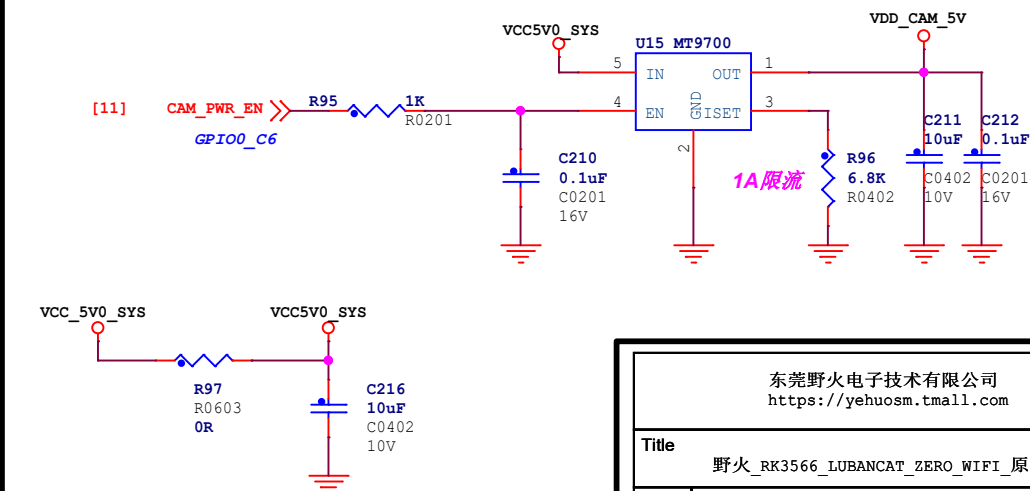 VDD_CAM_5V
VCC5V0_SYS
U15 MT9700
5 IN OUT 1
[11] CAM_PWR_EN R95 1K 4 EN GND ISET 3
R0201
GPIO0_C6
2
C210
0.1uF
C0201
16V
1A限流
R96
6.8K
R0402
C211
10uF
C0402
10V
C212
0.1uF
C0201
16V
VCC_5V0_SYS VCC5V0_SYS
R97
R0603
0R
C216
10uF
C0402
10V
东莞野火电子技术有限公司
https://yehuosm.tmall.com
Title
野火_RK3566_LUBANCAT_ZERO_WIFI_原